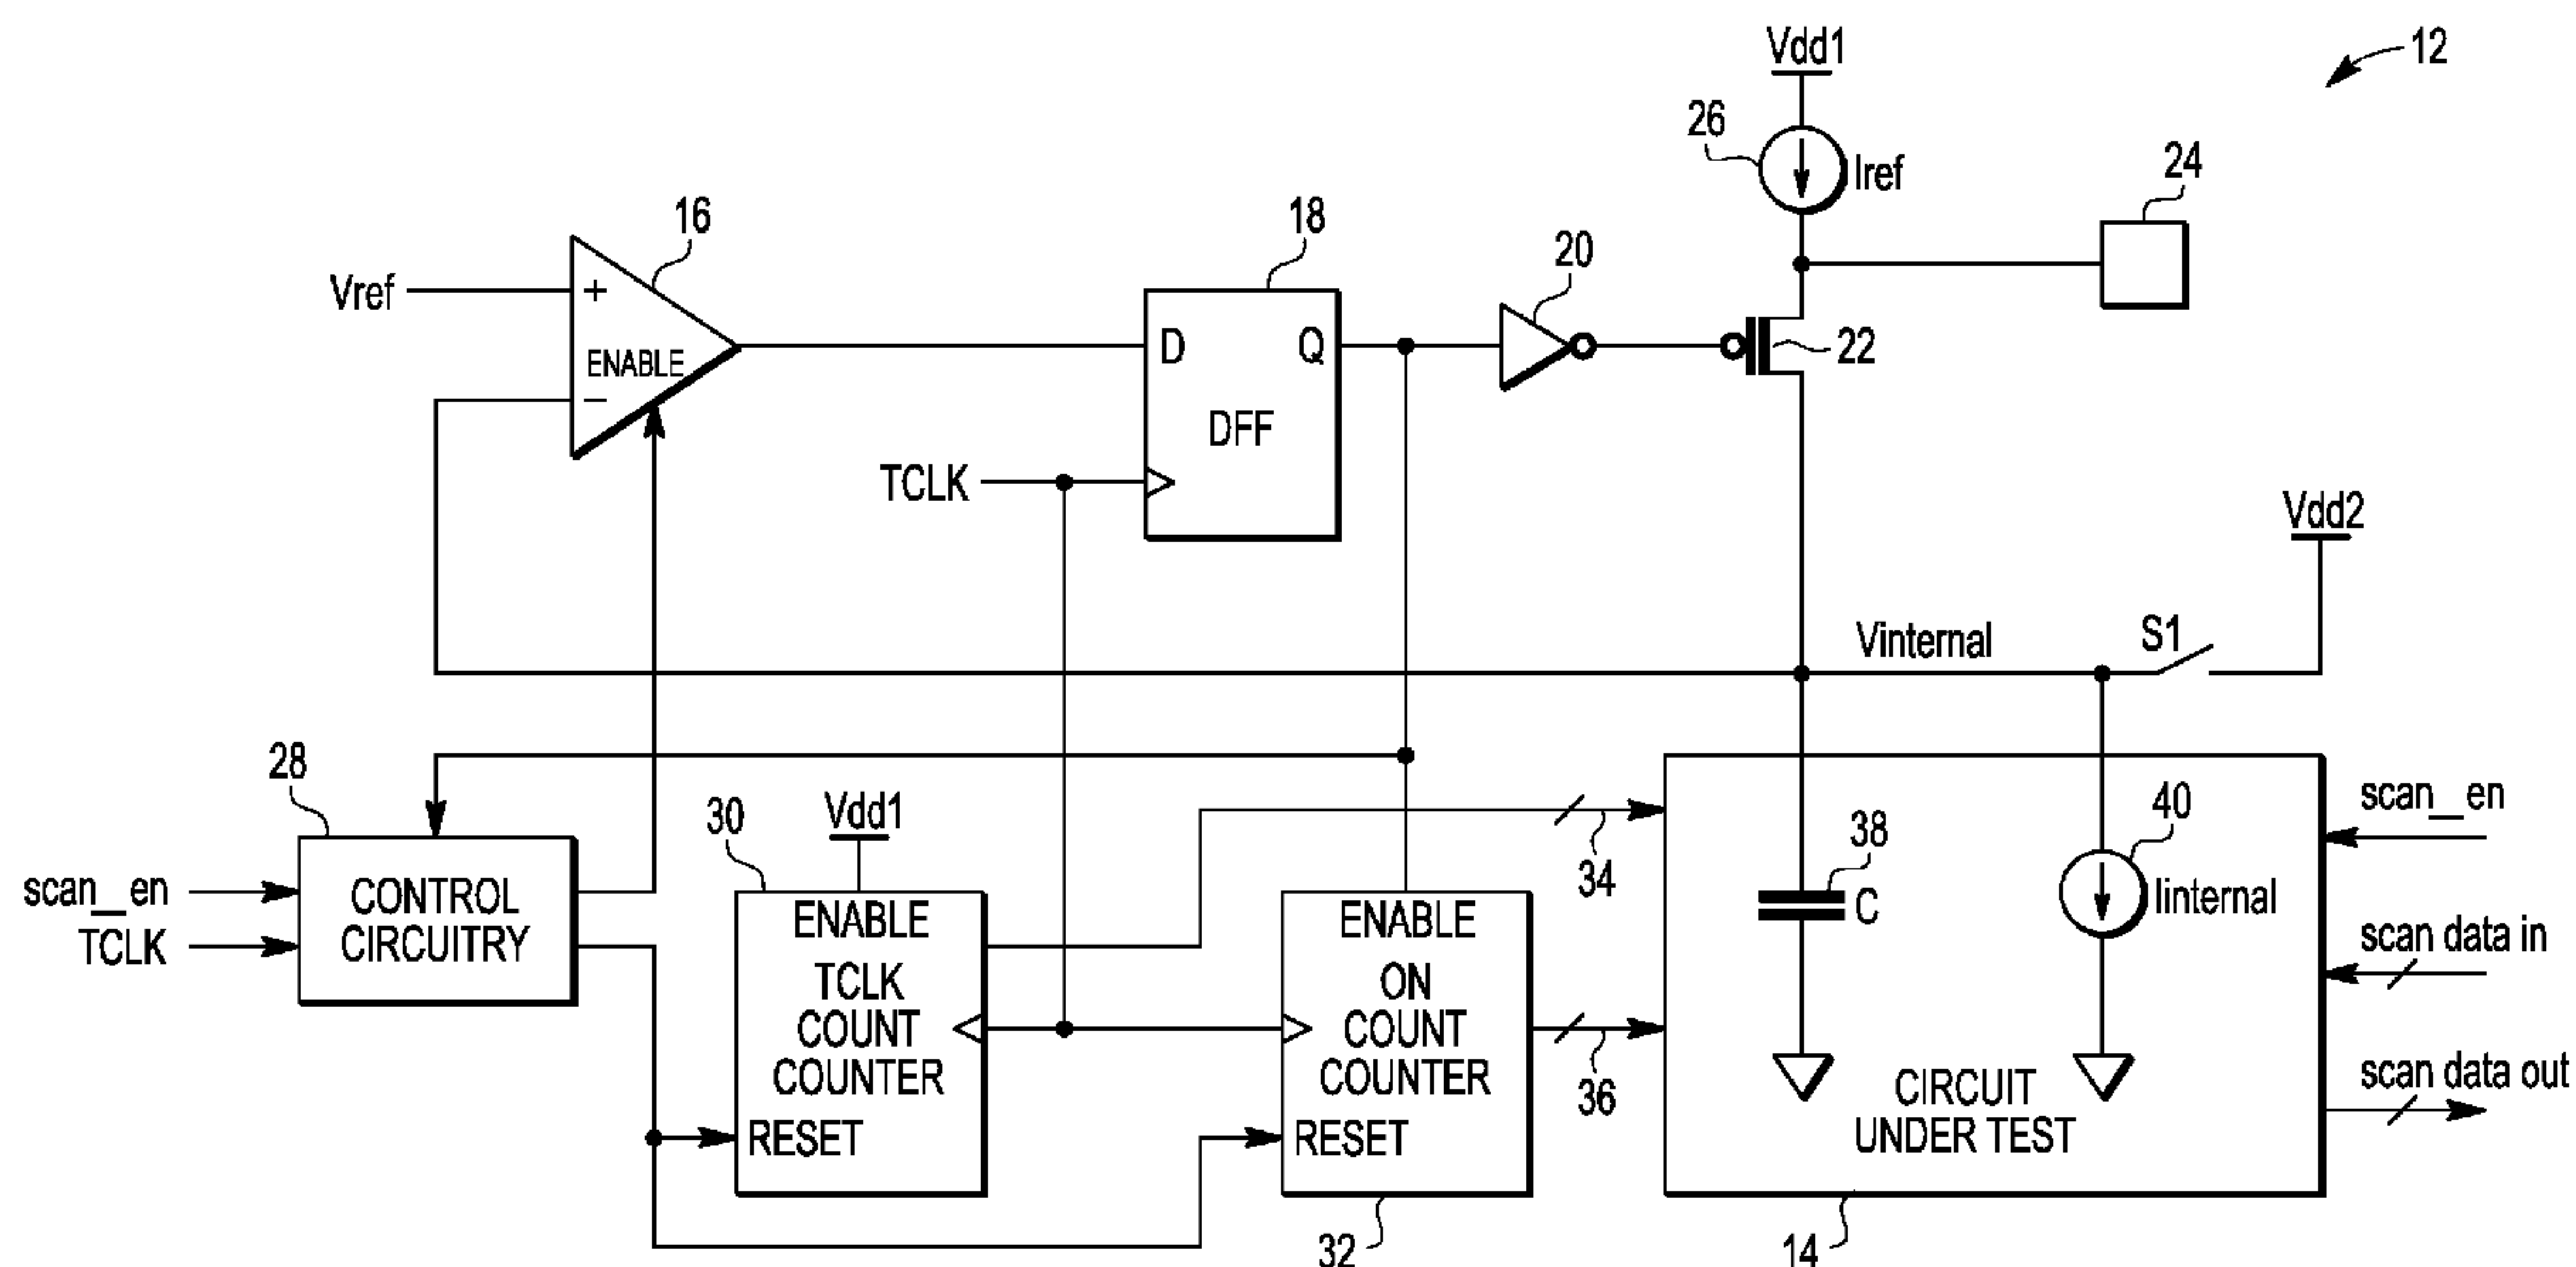 Vdd1
12
26
Iref
24
16
18
20
Vref
+
ENABLE
−
D
Q
DFF
22
TCLK
Vdd2
Vinternal
S1
28
scan_en
TCLK
CONTROL
CIRCUITRY
30
Vdd1
ENABLE
TCLK
COUNT
COUNTER
RESET
ENABLE
ON
COUNT
COUNTER
RESET
32
34
36
38
C
40
Iinternal
CIRCUIT
UNDER TEST
14
scan_en
scan data in
scan data out